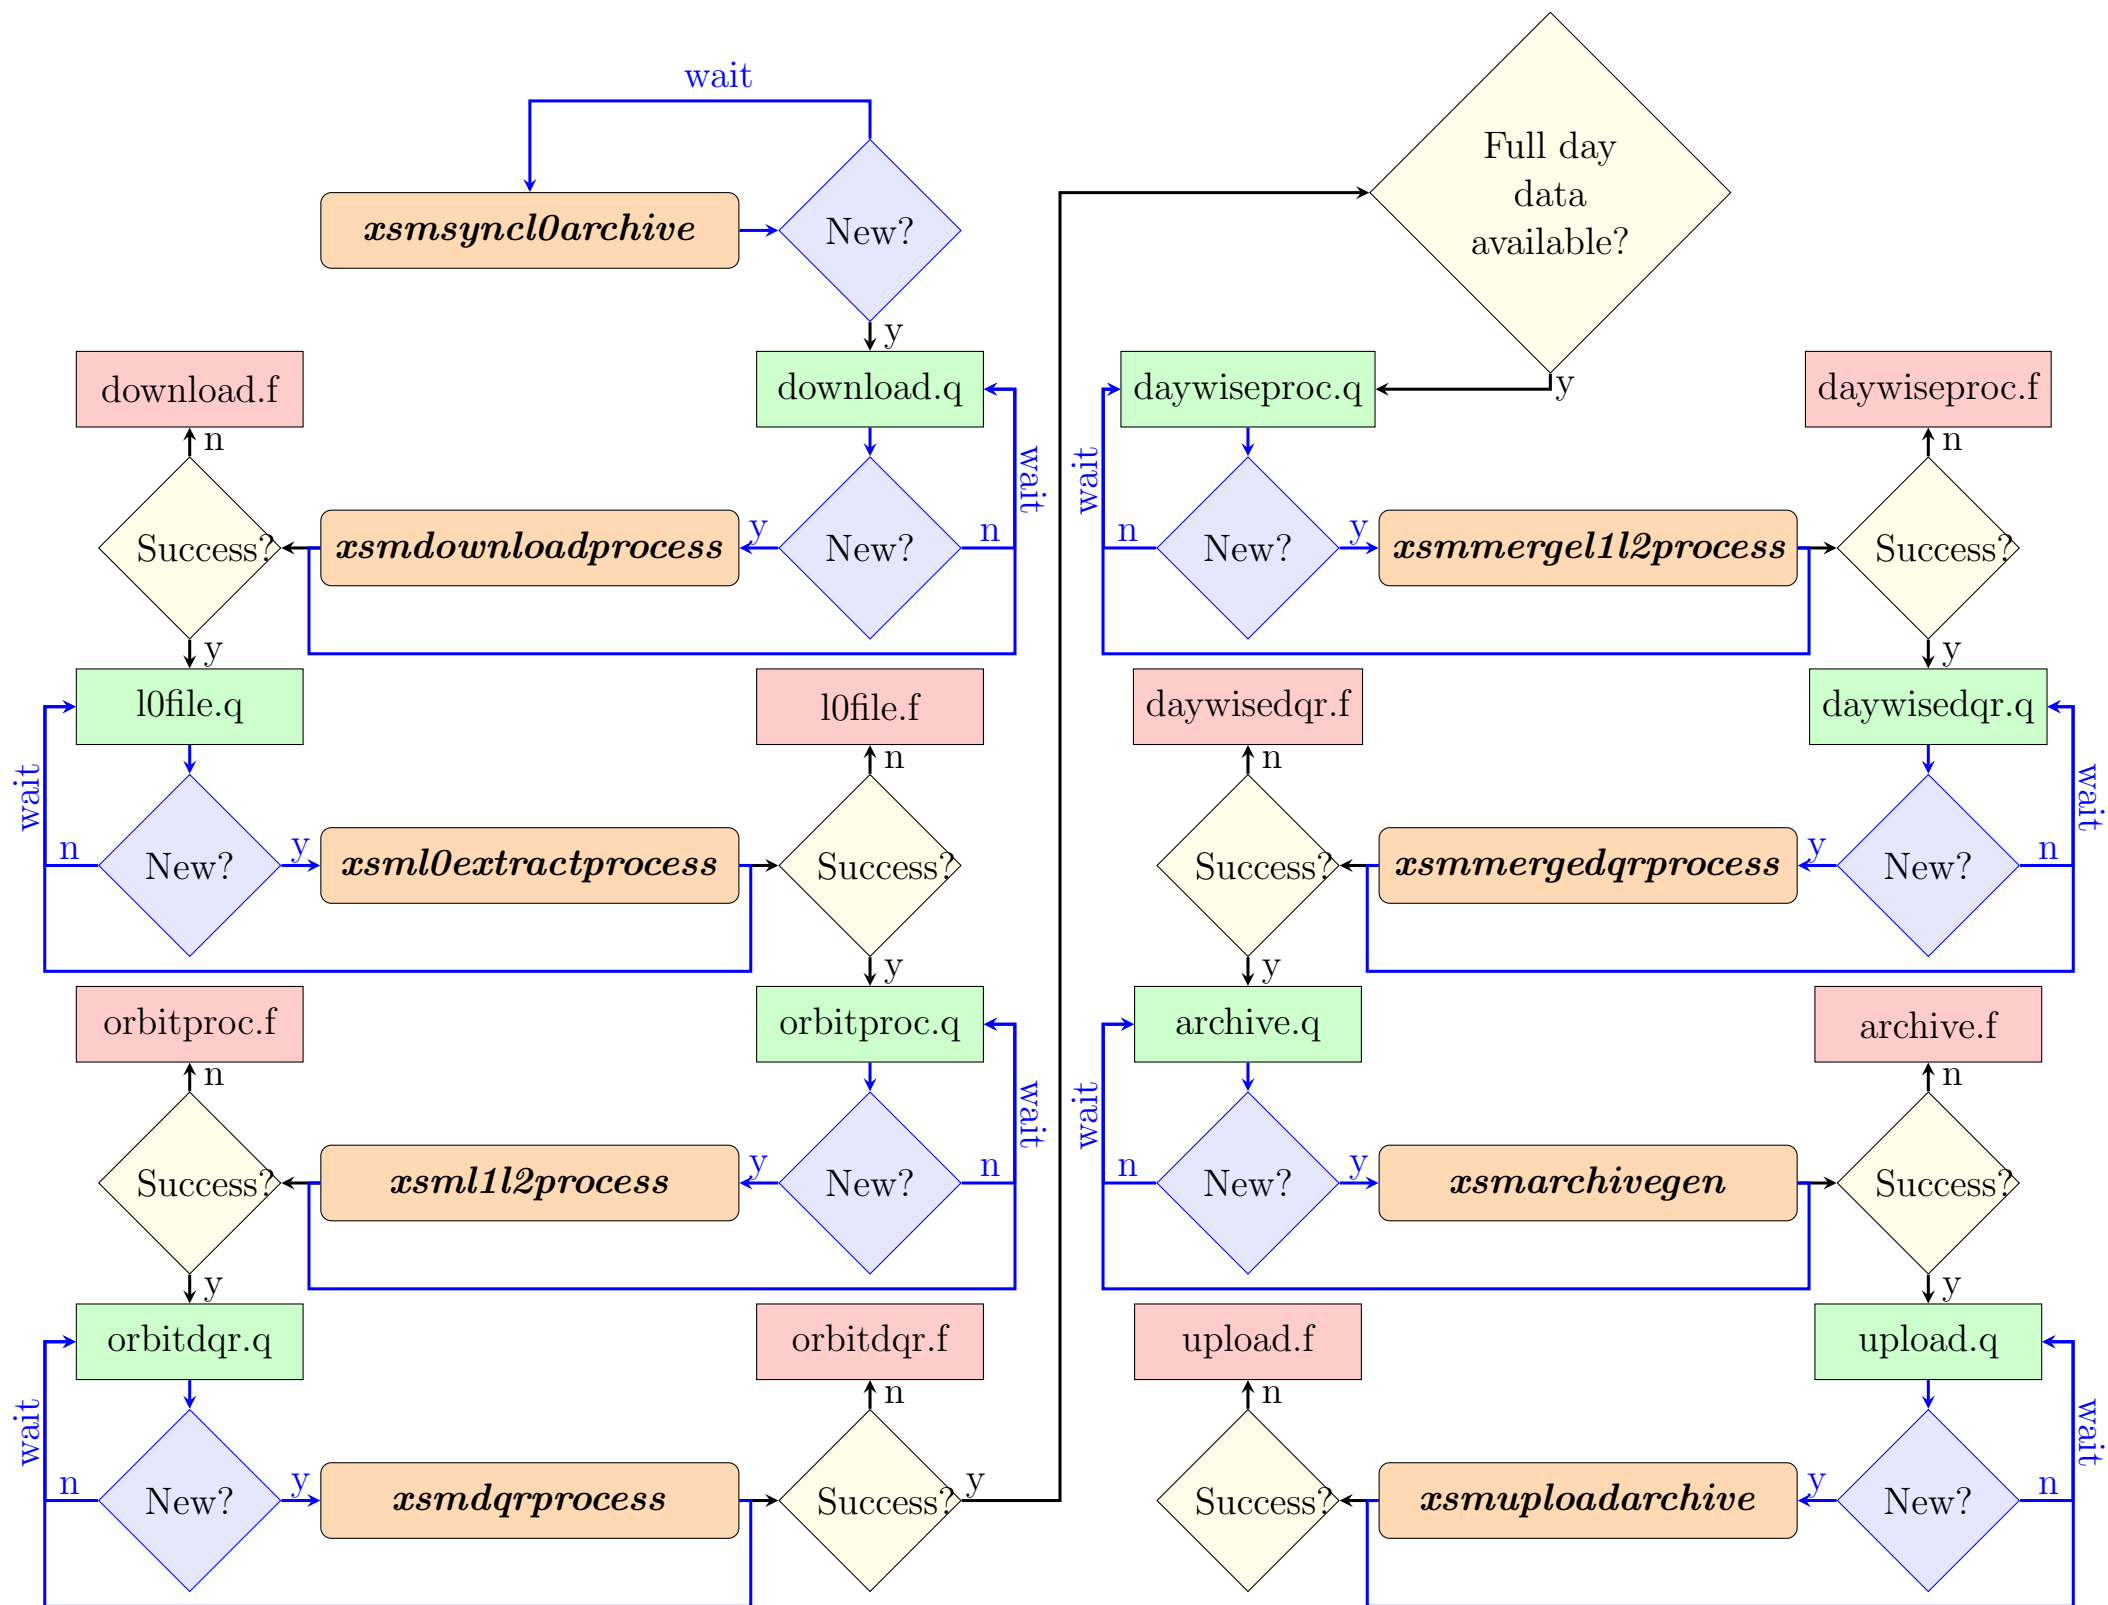 wait
xsmsyncl0archive
New?
y
download.f
download.q
n
wait
Success?
xsmdownloadprocess
y
New?
n
y
l0file.q
l0file.f
wait
n
n
New?
y
xsml0extractprocess
Success?
y
orbitproc.f
orbitproc.q
n
wait
Success?
xsml1l2process
y
New?
n
y
orbitdqr.q
orbitdqr.f
wait
n
n
New?
y
xsmdqrprocess
Success?
y
Full day
data
available?
y
daywiseproc.q
daywiseproc.f
wait
n
n
New?
y
xsmmergel1l2process
Success?
y
daywisedqr.f
daywisedqr.q
n
wait
Success?
xsmmergedqrprocess
y
New?
n
y
archive.q
archive.f
wait
n
n
New?
y
xsmarchivegen
Success?
y
upload.f
upload.q
n
wait
Success?
xsmuploadarchive
y
New?
n